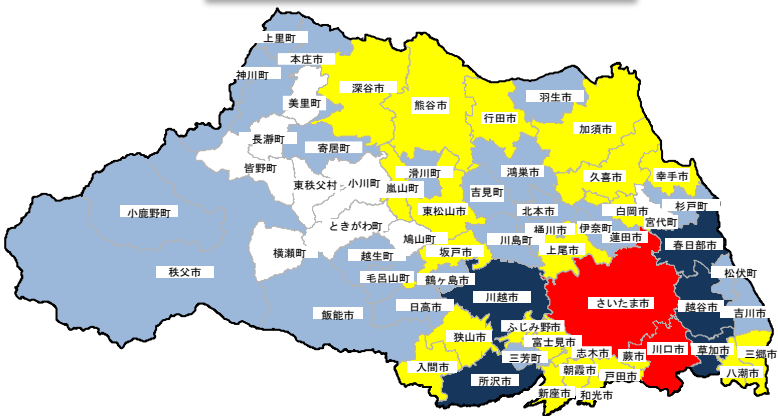 上里町
本庄市
神川町
深谷市
美里町
熊谷市
行田市
羽生市
加須市
長瀞町
寄居町
皆野町
東秩父村
小川町
滑川町
嵐山町
吉見町
鴻巣市
久喜市
幸手市
小鹿野町
ときがわ町
東松山市
北本市
白岡市
杉戸町
宮代町
鳩山町
川島町
桶川市
伊奈町
蓮田市
春日部市
横瀬町
越生町
坂戸市
上尾市
秩父市
毛呂山町
鶴ヶ島市
松伏町
日高市
川越市
さいたま市
越谷市
吉川市
飯能市
ふじみ野市
狭山市
富士見市
三芳町
志木市
蕨市
川口市
草加市
三郷市
入間市
所沢市
朝霞市
戸田市
八潮市
新座市
和光市